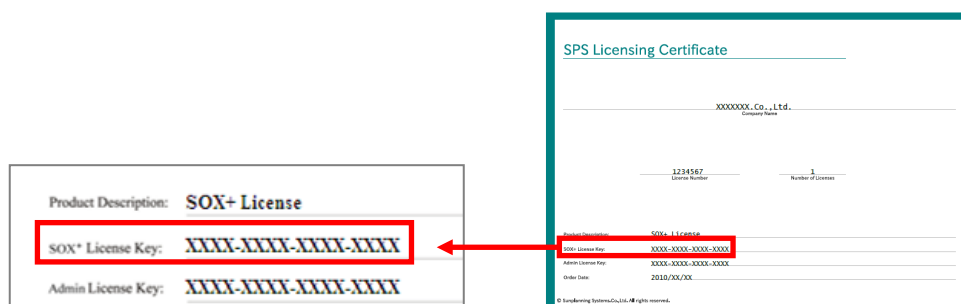 SPS Licensing Certificate
XXXXXXX.Co.,Ltd.
Company Name
1234567
License Number
1
Number of Licenses
Product Description: SOX+ License
SOX+ License Key: XXXX-XXXX-XXXX-XXXX
Admin License Key: XXXX-XXXX-XXXX-XXXX
Order Date: 2010/XX/XX
© Sunplanning Systems.Co.,Ltd. All rights reserved.
Product Description: SOX+ License
SOX+ License Key: XXXX-XXXX-XXXX-XXXX
Admin License Key: XXXX-XXXX-XXXX-XXXX